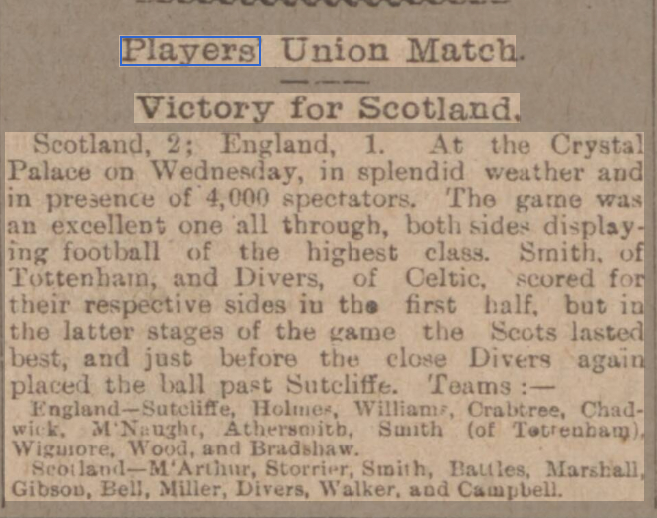 Players' Union Match.
Victory for Scotland.
Scotland, 2; England, 1. At the Crystal
Palace on Wednesday, in splendid weather and
in presence of 4,000 spectators. The game was
an excellent one all through, both sides display-
ing football of the highest class. Smith, of
Tottenham, and Divers, of Celtic, scored for
their respective sides in the first half, but in
the latter stages of the game the Scots lasted
best, and just before the close Divers again
placed the ball past Sutcliffe. Teams :—
England—Sutcliffe, Holmes, Williams, Crabtree, Chad-
wick, M'Naught, Athersmith, Smith (of Tottenham),
Wigmore, Wood, and Bradshaw.
Scotland—M'Arthur, Storrier, Smith, Battles, Marshall,
Gibson, Bell, Miller, Divers, Walker, and Campbell.